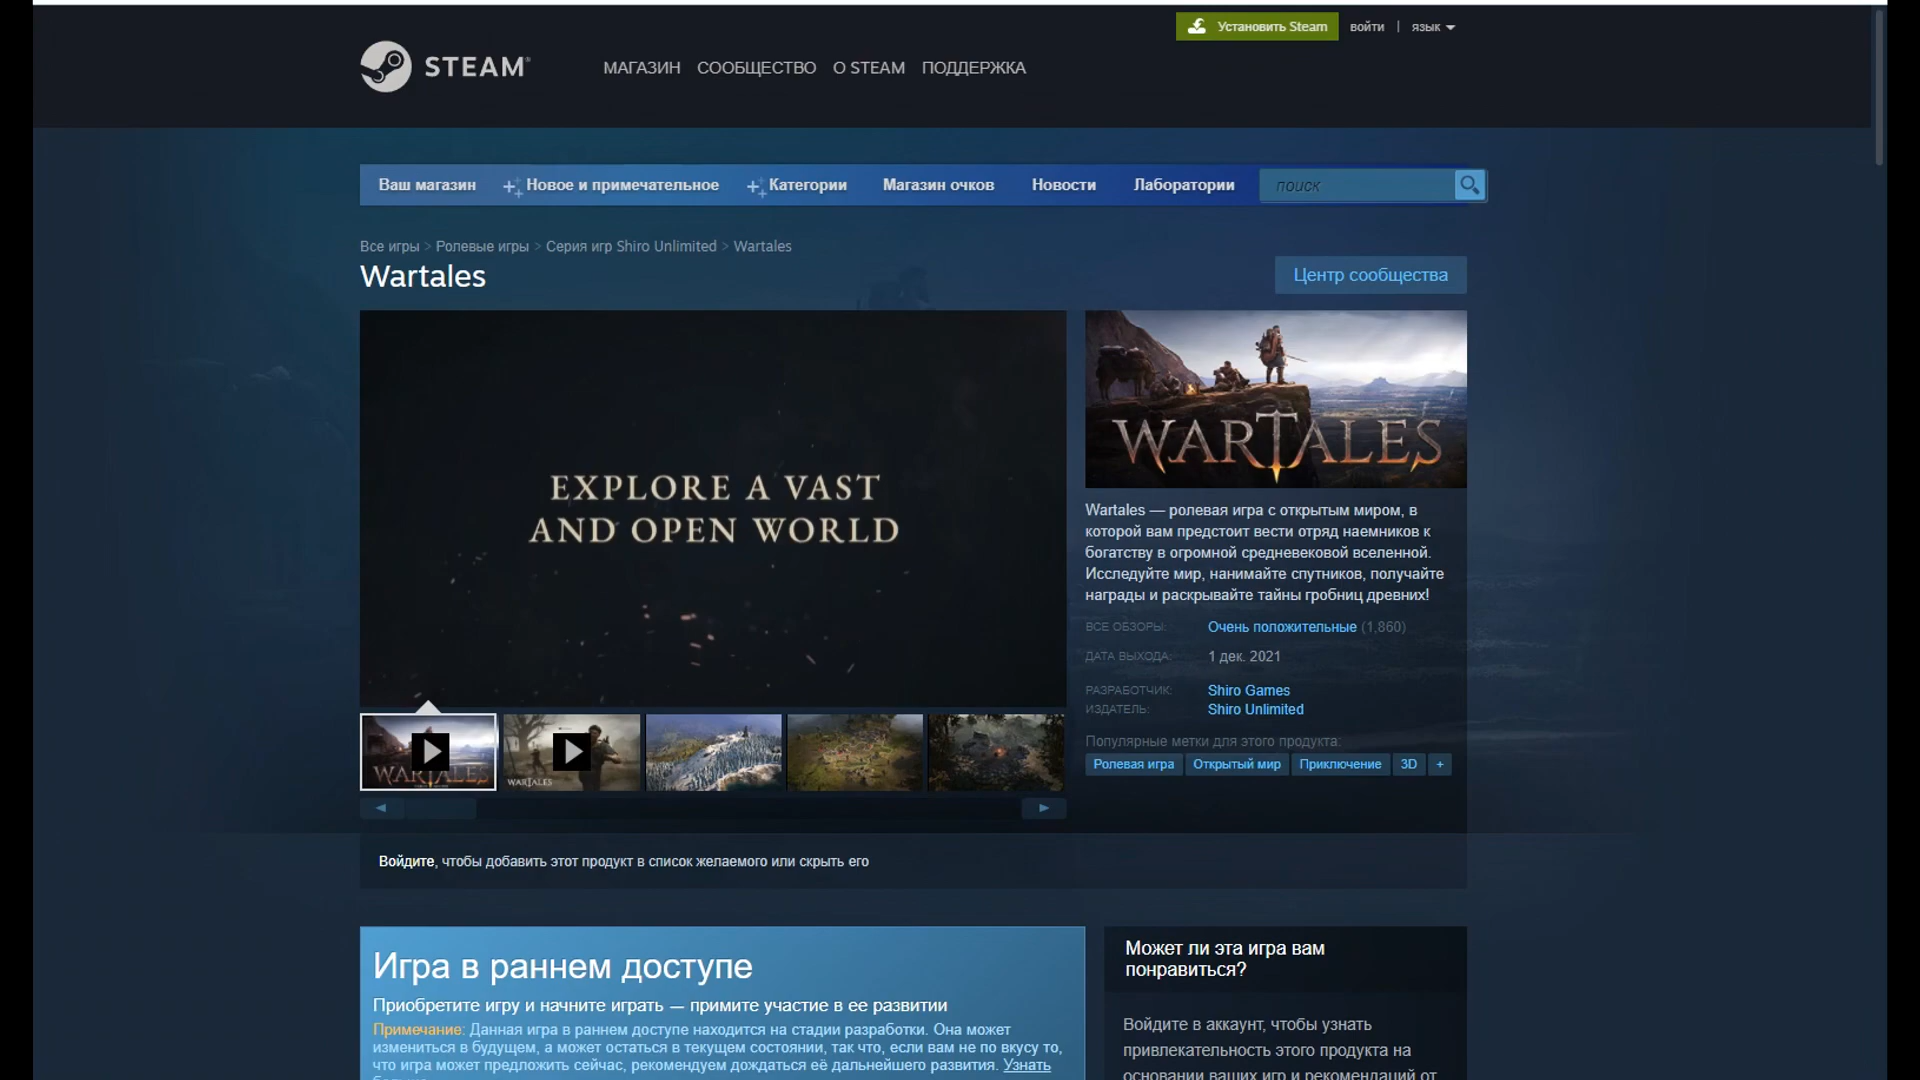 Установить Steam
войти | язык
STEAM®
МАГАЗИН СООБЩЕСТВО О STEAM ПОДДЕРЖКА
Ваш магазин Новое и примечательное Категории Магазин очков Новости Лаборатории поиск
Все игры > Ролевые игры > Серия игр Shiro Unlimited > Wartales
Wartales
Центр сообщества
EXPLORE A VAST
AND OPEN WORLD
WARTALES
WARTALES
WARTALES
Wartales — ролевая игра с открытым миром, в
которой вам предстоит вести отряд наемников к
богатству в огромной средневековой вселенной.
Исследуйте мир, нанимайте спутников, получайте
награды и раскрывайте тайны гробниц древних!
ВСЕ ОБЗОРЫ: Очень положительные (1,860)
ДАТА ВЫХОДА: 1 дек. 2021
РАЗРАБОТЧИК: Shiro Games
ИЗДАТЕЛЬ: Shiro Unlimited
Популярные метки для этого продукта:
Ролевая игра Открытый мир Приключение 3D +
Войдите, чтобы добавить этот продукт в список желаемого или скрыть его
Игра в раннем доступе
Приобретите игру и начните играть — примите участие в ее развитии
Примечание: Данная игра в раннем доступе находится на стадии разработки. Она может
измениться в будущем, а может остаться в текущем состоянии, так что, если вам не по вкусу то,
что игра может предложить сейчас, рекомендуем дождаться её дальнейшего развития. Узнать
Может ли эта игра вам
понравиться?
Войдите в аккаунт, чтобы узнать
привлекательность этого продукта на
основании ваших игр и рекомендаций от